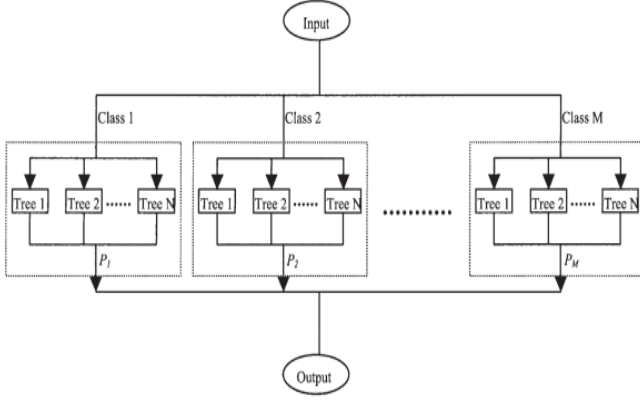 Input
Class 1 Class 2 Class M
Tree 1 Tree 2 ...... Tree N Tree 1 Tree 2 ...... Tree N ............ Tree 1 Tree 2 ...... Tree N
P1 P2 PM
Output